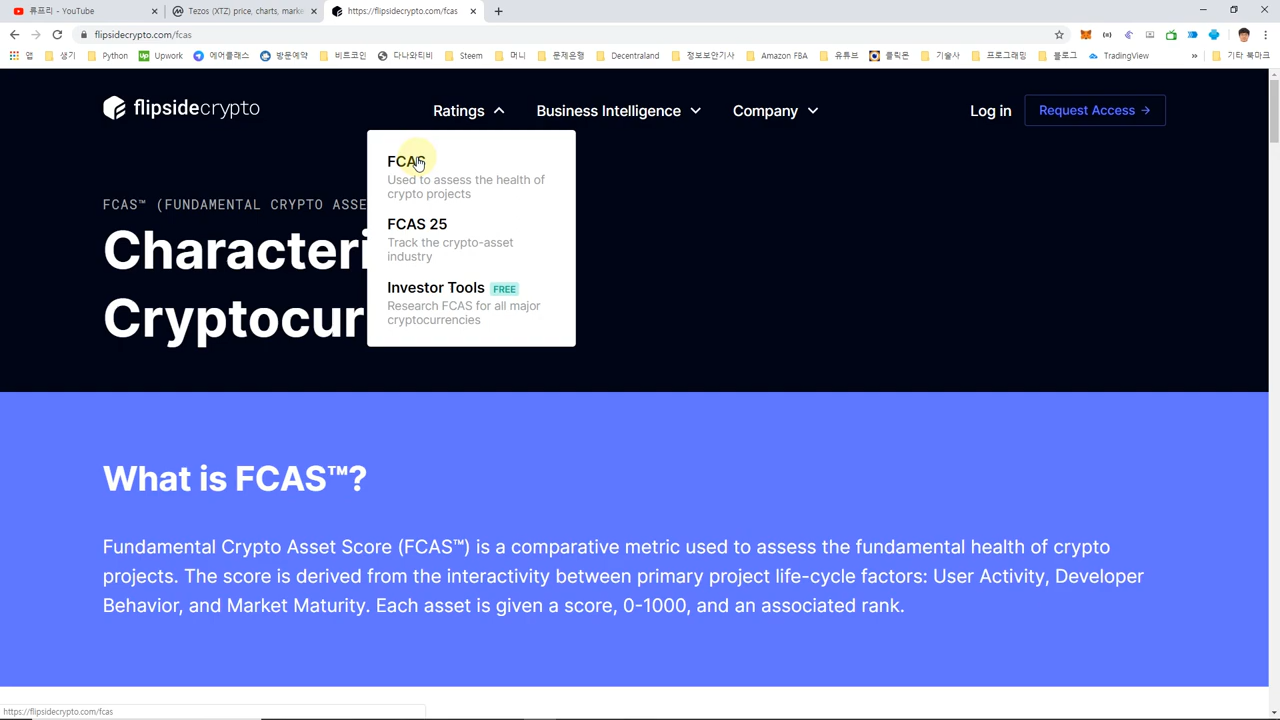 류프리 - YouTube
Tezos (XTZ) price, charts, marke
https://flipsidecrypto.com/fcas
flipsidecrypto.com/fcas
앱 생기 Python Upwork 에어클래스 방문예약 비트코인 다나와티비 Steem 머니 문제은행 Decentraland 정보보안기사 Amazon FBA 유튜브 클릭몬 기술사 프로그래밍 블로그 TradingView » 기타 북마크
flipsidecrypto
Ratings
Business Intelligence
Company
Log in
Request Access →
FCAS
Used to assess the health of
crypto projects
FCAS 25
Track the crypto-asset
industry
Investor Tools FREE
Research FCAS for all major
cryptocurrencies
FCAS™ (FUNDAMENTAL CRYPTO ASSE
Characteri
Cryptocur
What is FCAS™?
Fundamental Crypto Asset Score (FCAS™) is a comparative metric used to assess the fundamental health of crypto
projects. The score is derived from the interactivity between primary project life-cycle factors: User Activity, Developer
Behavior, and Market Maturity. Each asset is given a score, 0-1000, and an associated rank.
https://flipsidecrypto.com/fcas